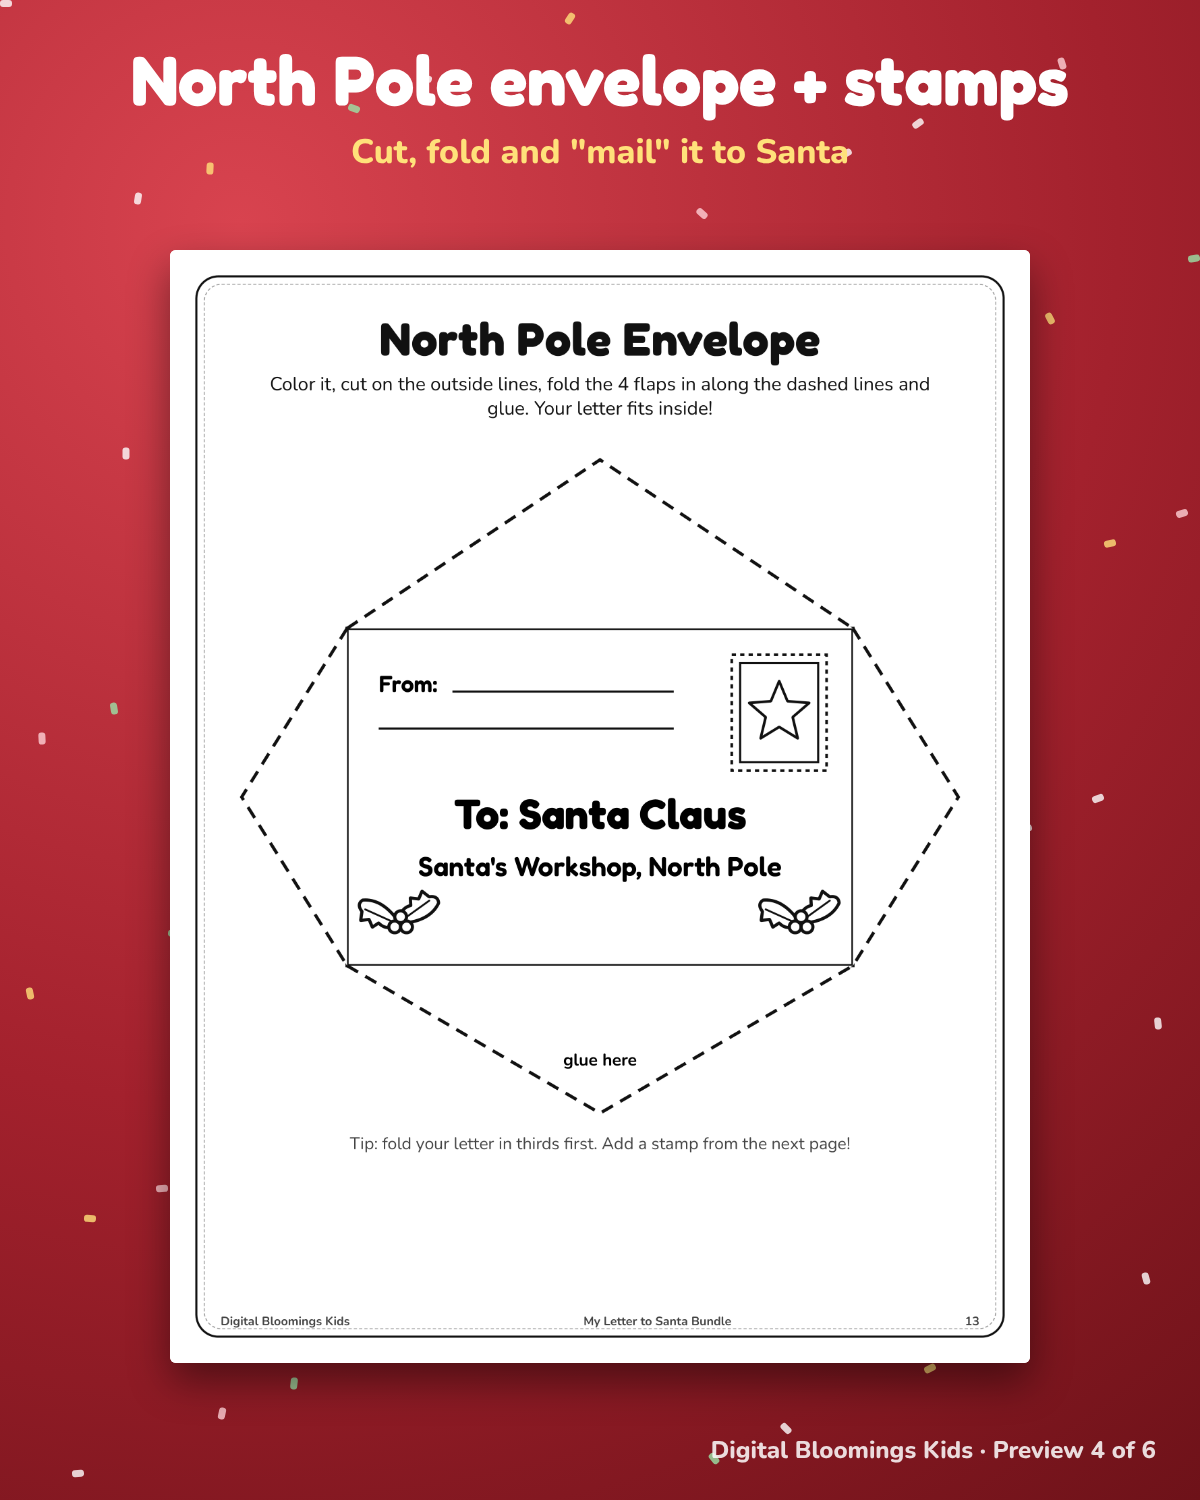 North Pole envelope + stamps
Cut, fold and "mail" it to Santa
North Pole Envelope
Color it, cut on the outside lines, fold the 4 flaps in along the dashed lines and
glue. Your letter fits inside!
From:
To: Santa Claus
Santa's Workshop, North Pole
glue here
Tip: fold your letter in thirds first. Add a stamp from the next page!
Digital Bloomings Kids My Letter to Santa Bundle 13
Digital Bloomings Kids · Preview 4 of 6